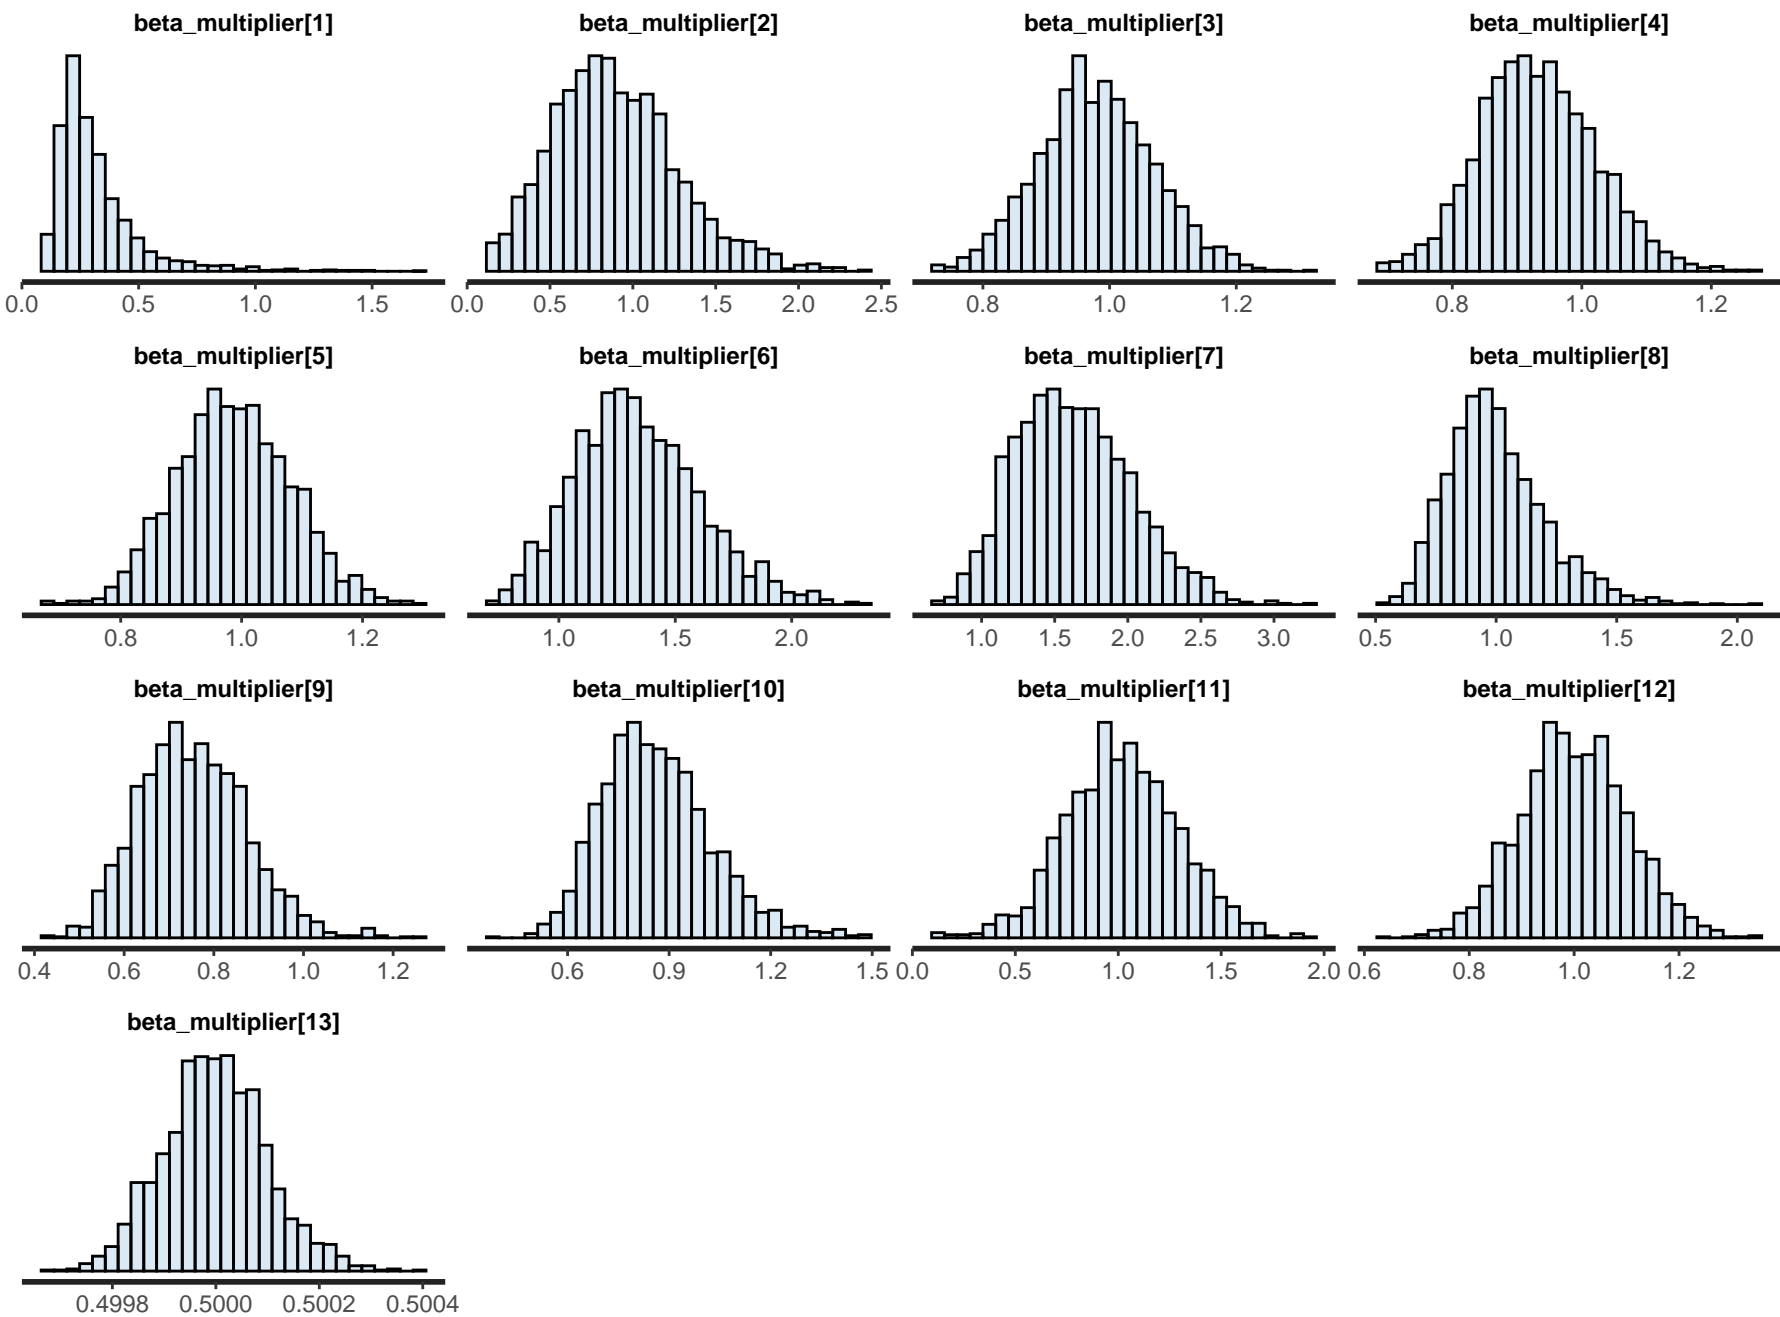 beta_multiplier[1] beta_multiplier[2] beta_multiplier[3] beta_multiplier[4]
0.0 0.5 1.0 1.5 0.0 0.5 1.0 1.5 2.0 2.5 0.8 1.0 1.2 0.8 1.0 1.2
beta_multiplier[5] beta_multiplier[6] beta_multiplier[7] beta_multiplier[8]
0.8 1.0 1.2 1.0 1.5 2.0 1.0 1.5 2.0 2.5 3.0 0.5 1.0 1.5 2.0
beta_multiplier[9] beta_multiplier[10] beta_multiplier[11] beta_multiplier[12]
0.4 0.6 0.8 1.0 1.2 0.6 0.9 1.2 1.5 0.0 0.5 1.0 1.5 2.0 0.6 0.8 1.0 1.2
beta_multiplier[13]
0.4998 0.5000 0.5002 0.5004